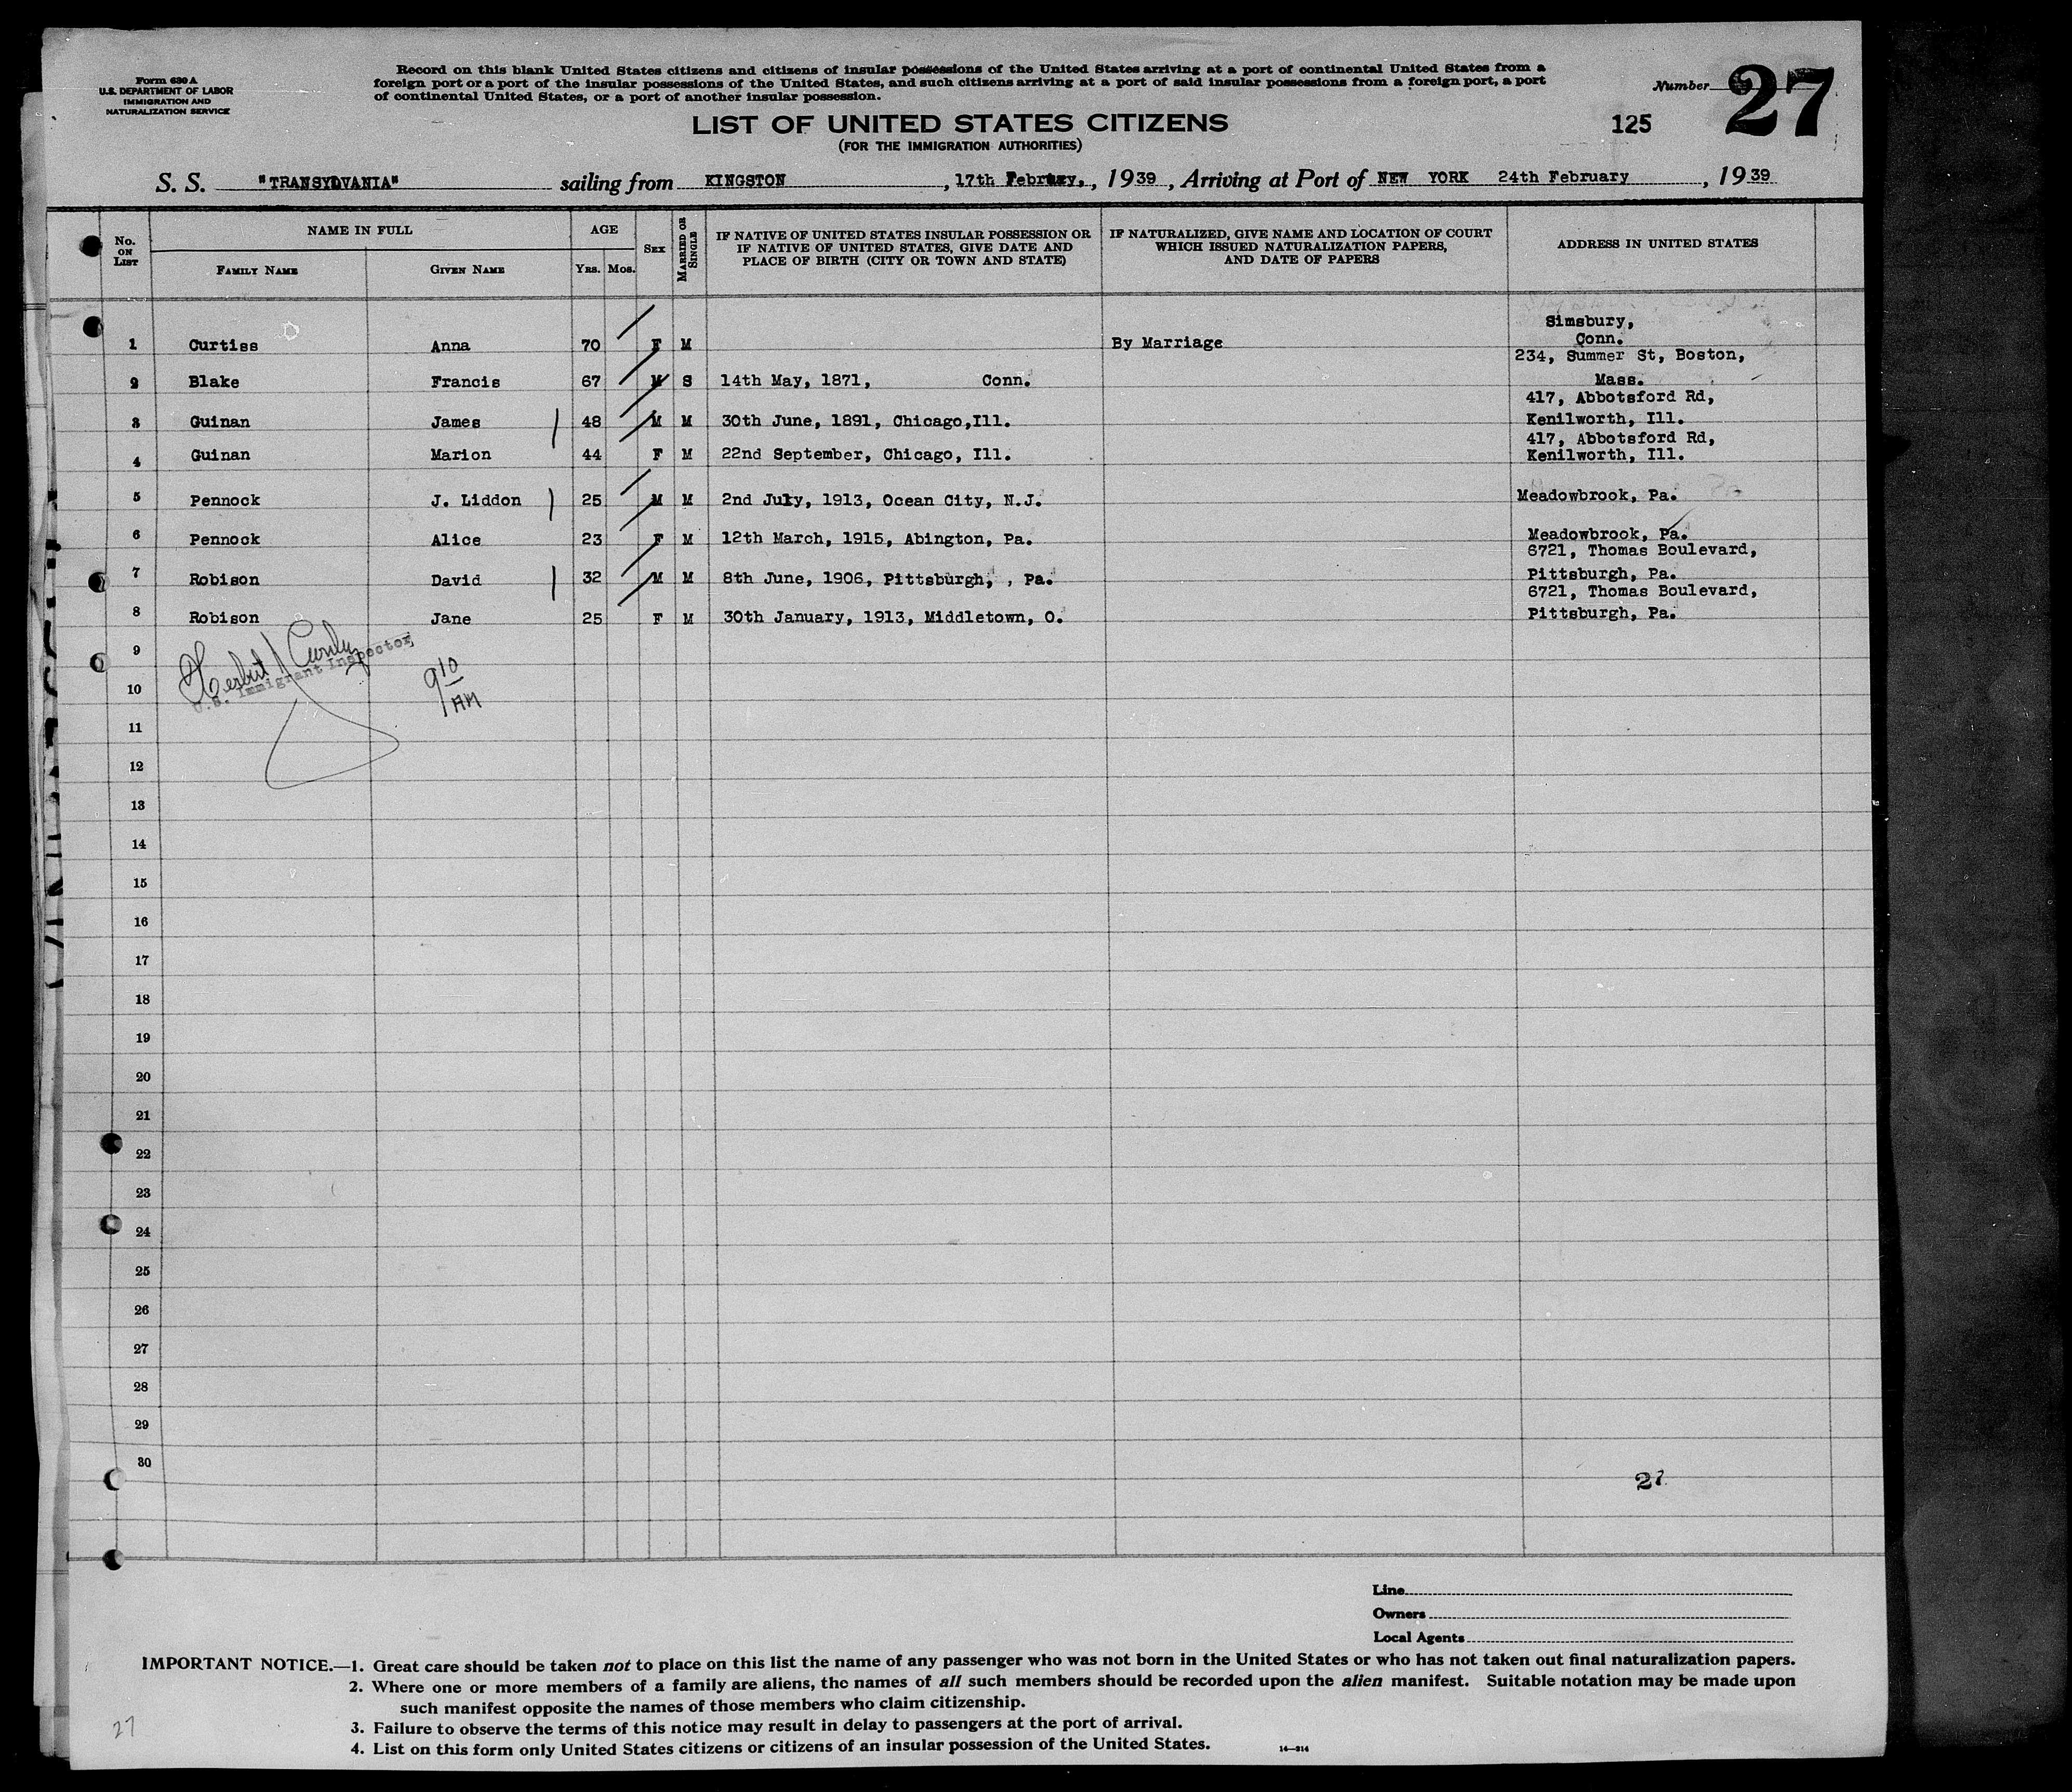 Form 630 A
U.S. DEPARTMENT OF LABOR
IMMIGRATION AND
NATURALIZATION SERVICE
Record on this blank United States citizens and citizens of insular possessions of the United States arriving at a port of continental United States from a
foreign port or a port of the insular possessions of the United States, and such citizens arriving at a port of said insular possessions from a foreign port, a port
of continental United States, or a port of another insular possession.
Number 27
LIST OF UNITED STATES CITIZENS
125
(FOR THE IMMIGRATION AUTHORITIES)
S. S. "TRANSYLVANIA" sailing from KINGSTON, 17th February, , 1939, Arriving at Port of NEW YORK 24th February, 1939
No. ON LIST
NAME IN FULL
FAMILY NAME GIVEN NAME
AGE
YRS. MOS.
SEX
MARRIED OR SINGLE
IF NATIVE OF UNITED STATES INSULAR POSSESSION OR
IF NATIVE OF UNITED STATES, GIVE DATE AND
PLACE OF BIRTH (CITY OR TOWN AND STATE)
IF NATURALIZED, GIVE NAME AND LOCATION OF COURT
WHICH ISSUED NATURALIZATION PAPERS,
AND DATE OF PAPERS
ADDRESS IN UNITED STATES
1 Curtiss Anna 70 F M By Marriage Simsbury,
Conn.
2 Blake Francis 67 M S 14th May, 1871, Conn. 234, Summer St, Boston,
Mass.
3 Guinan James 48 M M 30th June, 1891, Chicago,Ill. 417, Abbotsford Rd,
Kenilworth, Ill.
4 Guinan Marion 44 F M 22nd September, Chicago, Ill. 417, Abbotsford Rd,
Kenilworth, Ill.
5 Pennock J. Liddon 25 M M 2nd July, 1913, Ocean City, N.J. Meadowbrook, Pa.
6 Pennock Alice 23 F M 12th March, 1915, Abington, Pa. Meadowbrook, Pa.
7 Robison David 32 M M 8th June, 1906, Pittsburgh, , Pa. 6721, Thomas Boulevard,
Pittsburgh, Pa.
8 Robison Jane 25 F M 30th January, 1913, Middletown, O. 6721, Thomas Boulevard,
Pittsburgh, Pa.
9
U.S. Immigrant Inspector,
9 10 AM
10
11
12
13
14
15
16
17
18
19
20
21
22
23
24
25
26
27
28
29
30
27
Line
Owners
Local Agents
IMPORTANT NOTICE.—1. Great care should be taken not to place on this list the name of any passenger who was not born in the United States or who has not taken out final naturalization papers.
2. Where one or more members of a family are aliens, the names of all such members should be recorded upon the alien manifest. Suitable notation may be made upon
such manifest opposite the names of those members who claim citizenship.
3. Failure to observe the terms of this notice may result in delay to passengers at the port of arrival.
4. List on this form only United States citizens or citizens of an insular possession of the United States.
14—314
27